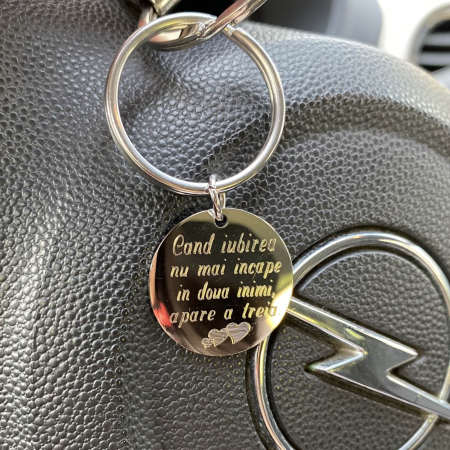 Cand iubirea
nu mai incape
in doua inimi,
apare a treia